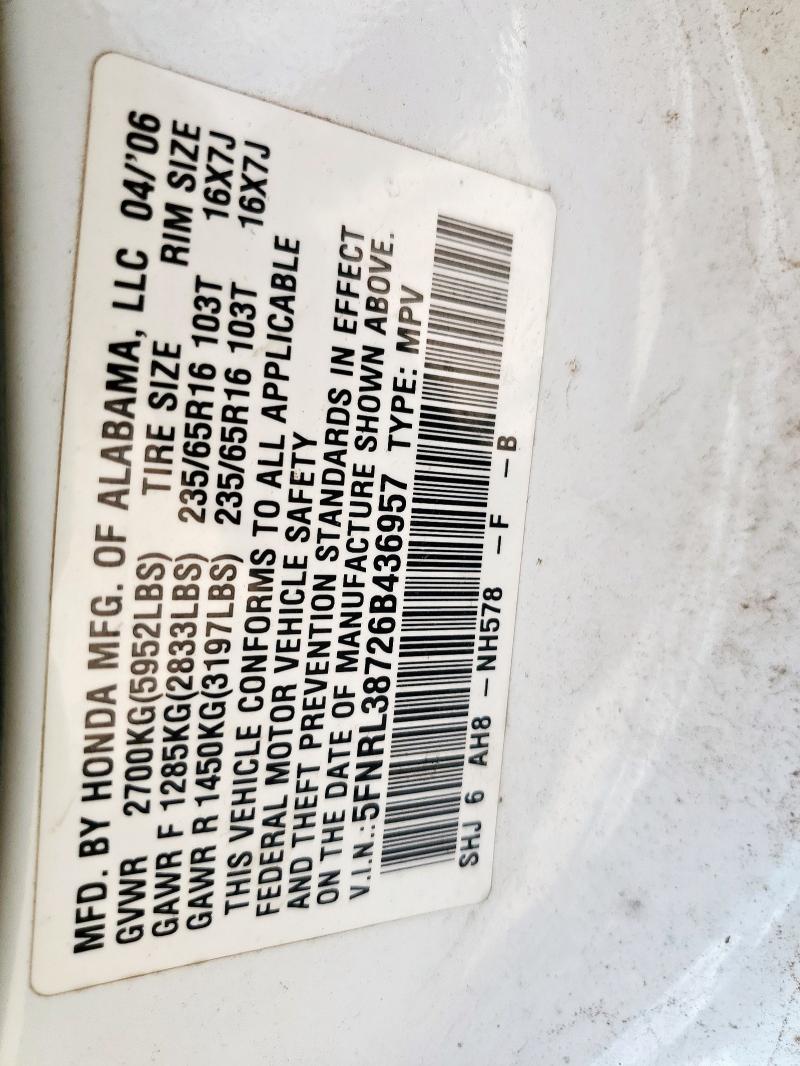 MFD. BY HONDA MFG. OF ALABAMA, LLC 04/'06
GVWR 2700KG(5952LBS) TIRE SIZE RIM SIZE
GAWR F 1285KG(2833LBS) 235/65R16 103T 16X7J
GAWR R 1450KG(3197LBS) 235/65R16 103T 16X7J
THIS VEHICLE CONFORMS TO ALL APPLICABLE
FEDERAL MOTOR VEHICLE SAFETY
AND THEFT PREVENTION STANDARDS IN EFFECT
ON THE DATE OF MANUFACTURE SHOWN ABOVE.
V.I.N.:5FNRL38726B436957 TYPE: MPV
SHJ 6 AH8 -NH578 -F -B